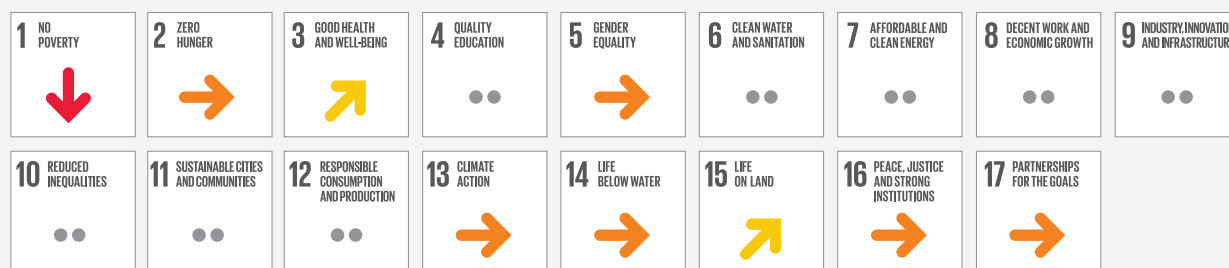 1 NO
POVERTY
2 ZERO
HUNGER
3 GOOD HEALTH
AND WELL-BEING
4 QUALITY
EDUCATION
5 GENDER
EQUALITY
6 CLEAN WATER
AND SANITATION
7 AFFORDABLE AND
CLEAN ENERGY
8 DECENT WORK AND
ECONOMIC GROWTH
9 INDUSTRY, INNOVATIO
AND INFRASTRUCTUR
10 REDUCED
INEQUALITIES
11 SUSTAINABLE CITIES
AND COMMUNITIES
12 RESPONSIBLE
CONSUMPTION
AND PRODUCTION
13 CLIMATE
ACTION
14 LIFE
BELOW WATER
15 LIFE
ON LAND
16 PEACE, JUSTICE
AND STRONG
INSTITUTIONS
17 PARTNERSHIPS
FOR THE GOALS